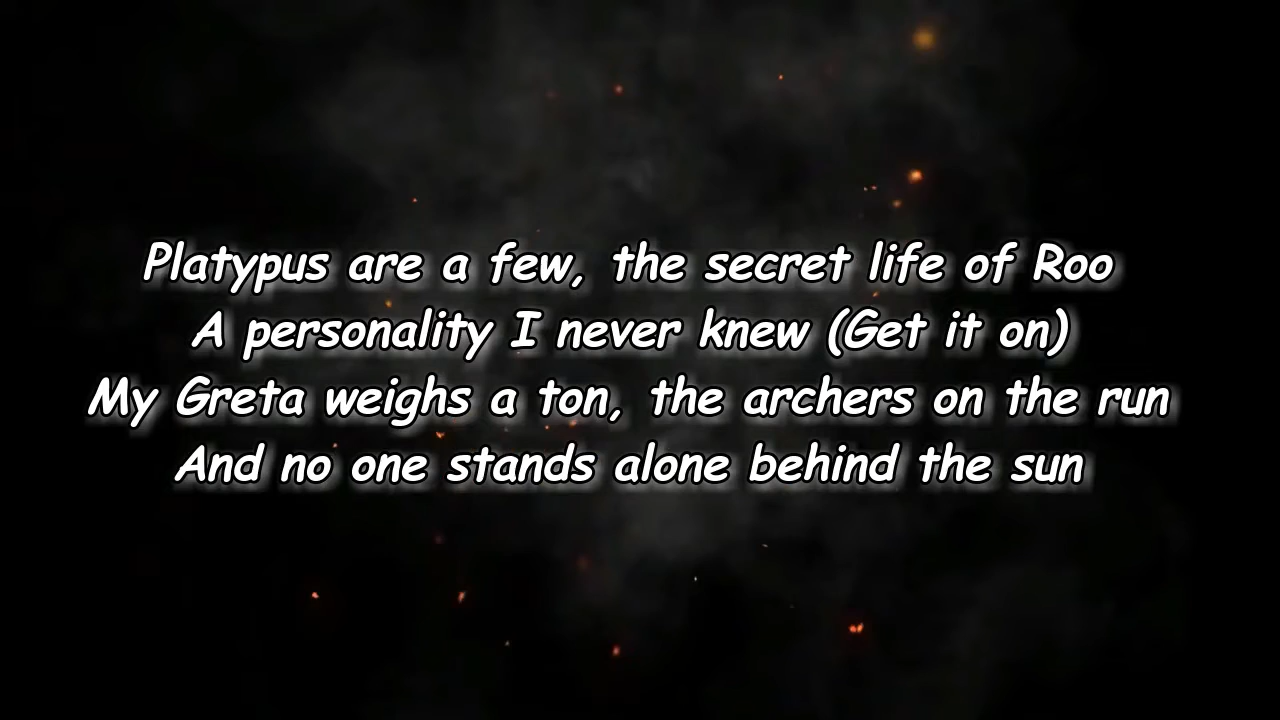 Platypus are a few, the secret life of Roo
A personality I never knew (Get it on)
My Greta weighs a ton, the archers on the run
And no one stands alone behind the sun